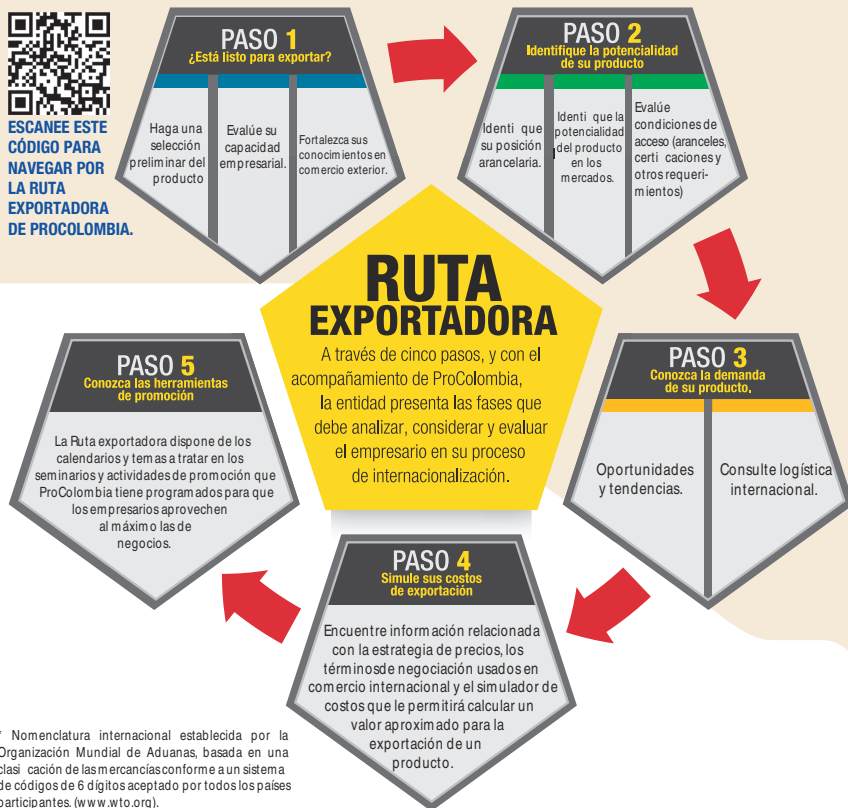 ESCANEE ESTE
CÓDIGO PARA
NAVEGAR POR
LA RUTA
EXPORTADORA
DE PROCOLOMBIA.
PASO 1
¿Está listo para exportar?
Haga una
selección
preliminar del
producto
Evalúe su
capacidad
empresarial.
Fortalezca sus
conocimientos en
comercio exterior.
PASO 2
Identifique la potencialidad
de su producto
Identi que
su posición
arancelaria.
Identi que la
potencialidad
del producto
en los
mercados.
Evalúe
condiciones de
acceso (aranceles,
certi caciones y
otros requeri-
mientos)
RUTA
EXPORTADORA
A través de cinco pasos, y con el
acompañamiento de ProColombia,
la entidad presenta las fases que
debe analizar, considerar y evaluar
el empresario en su proceso
de internacionalización.
PASO 3
Conozca la demanda
de su producto.
Oportunidades
y tendencias.
Consulte logística
internacional.
PASO 4
Simule sus costos
de exportación
Encuentre información relacionada
con la estrategia de precios, los
términosde negociación usados en
comercio internacional y el simulador de
costos que le permitirá calcular un
valor aproximado para la
exportación de un
producto.
PASO 5
Conozca las herramientas
de promoción
La Ruta exportadora dispone de los
calendarios y temas a tratar en los
seminarios y actividades de promoción que
ProColombia tiene programados para que
los empresarios aprovechen
al máximo las de
negocios.
* Nomenclatura internacional establecida por la
Organización Mundial de Aduanas, basada en una
clasi cación de las mercancías conforme a un sistema
de códigos de 6 dígitos aceptado por todos los países
participantes. (www.wto.org).